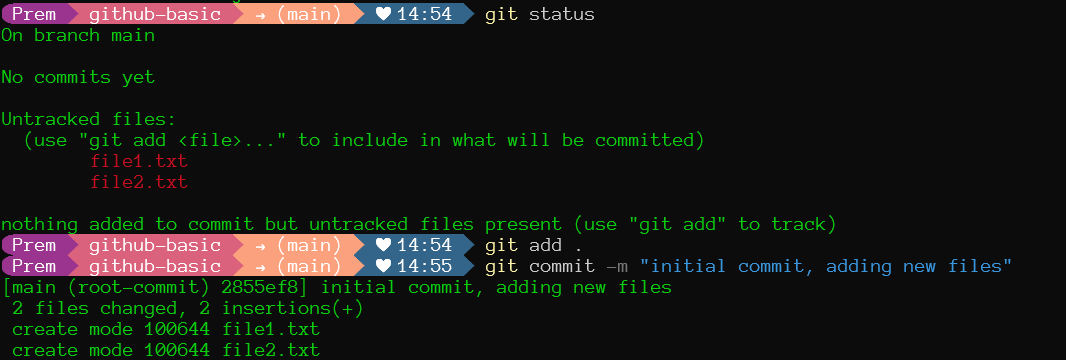 Prem github-basic → (main) ♥ 14:54 git status
On branch main
No commits yet
Untracked files:
(use "git add <file>..." to include in what will be committed)
file1.txt
file2.txt
nothing added to commit but untracked files present (use "git add" to track)
Prem github-basic → (main) ♥ 14:54 git add .
Prem github-basic → (main) ♥ 14:55 git commit -m "initial commit, adding new files"
[main (root-commit) 2855ef8] initial commit, adding new files
2 files changed, 2 insertions(+)
create mode 100644 file1.txt
create mode 100644 file2.txt